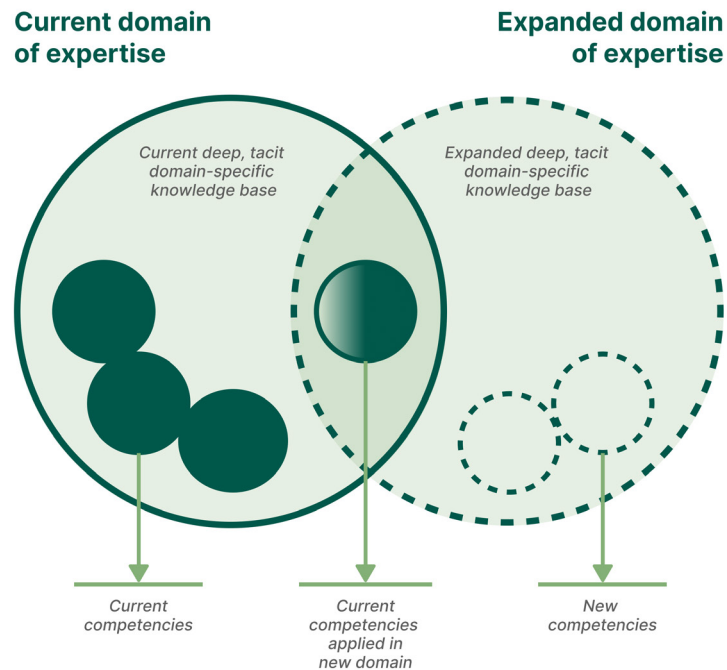 Current domain
of expertise
Expanded domain
of expertise
Current deep, tacit
domain-specific
knowledge base
Expanded deep, tacit
domain-specific
knowledge base
Current
competencies
Current
competencies
applied in
new domain
New
competencies